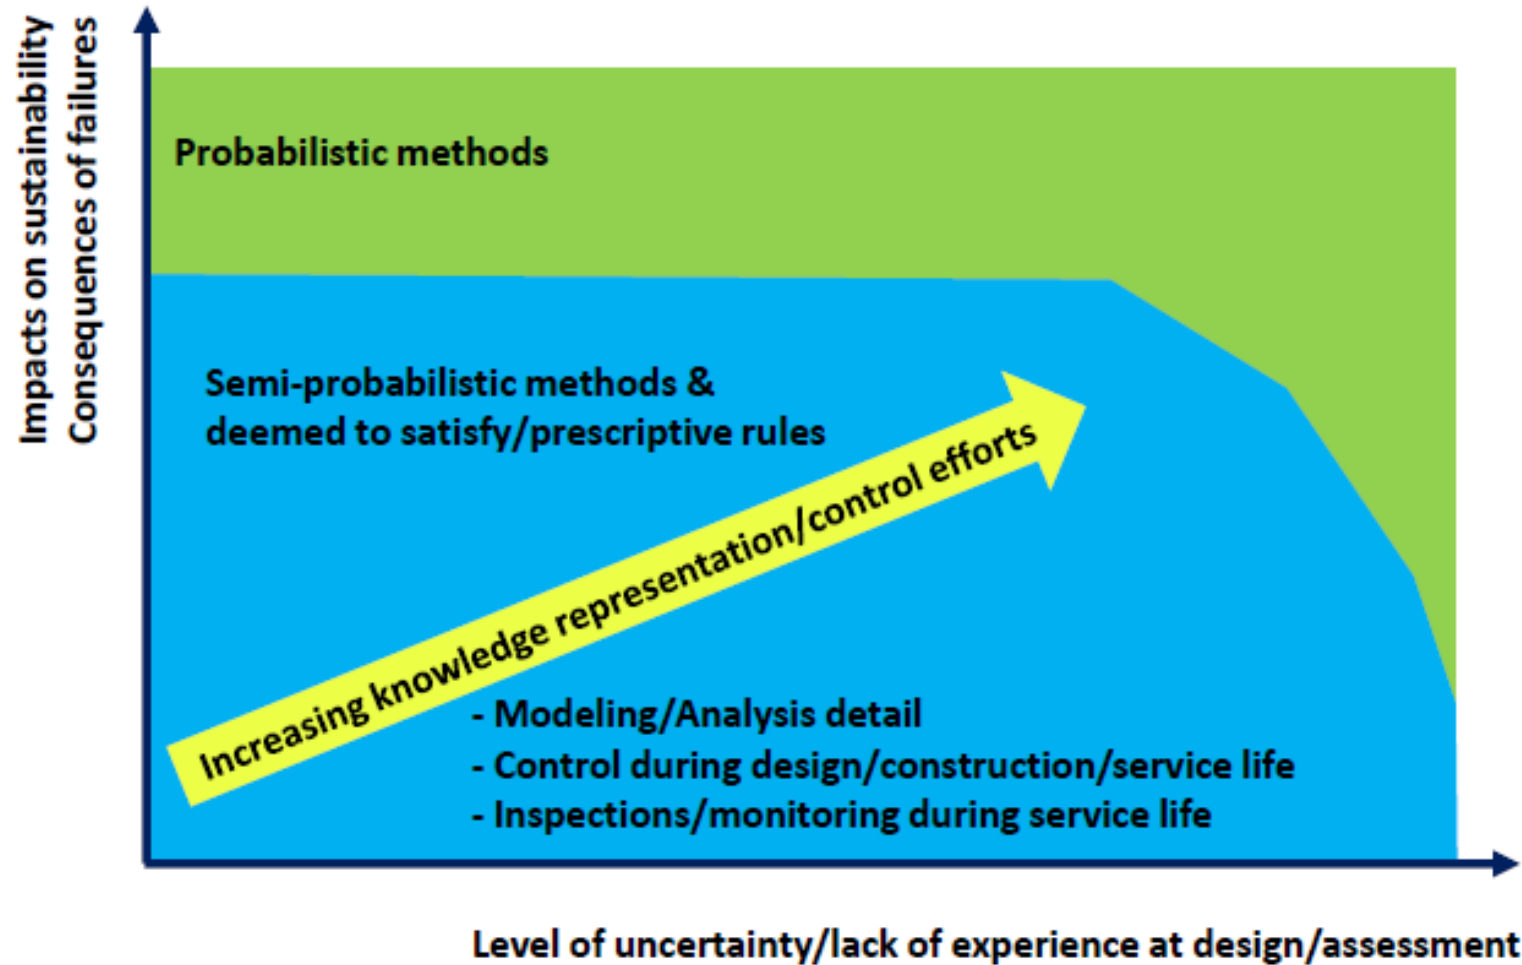 Impacts on sustainability
Consequences of failures
Probabilistic methods
Semi-probabilistic methods &
deemed to satisfy/prescriptive rules
Increasing knowledge representation/control efforts
- Modeling/Analysis detail
- Control during design/construction/service life
- Inspections/monitoring during service life
Level of uncertainty/lack of experience at design/assessment